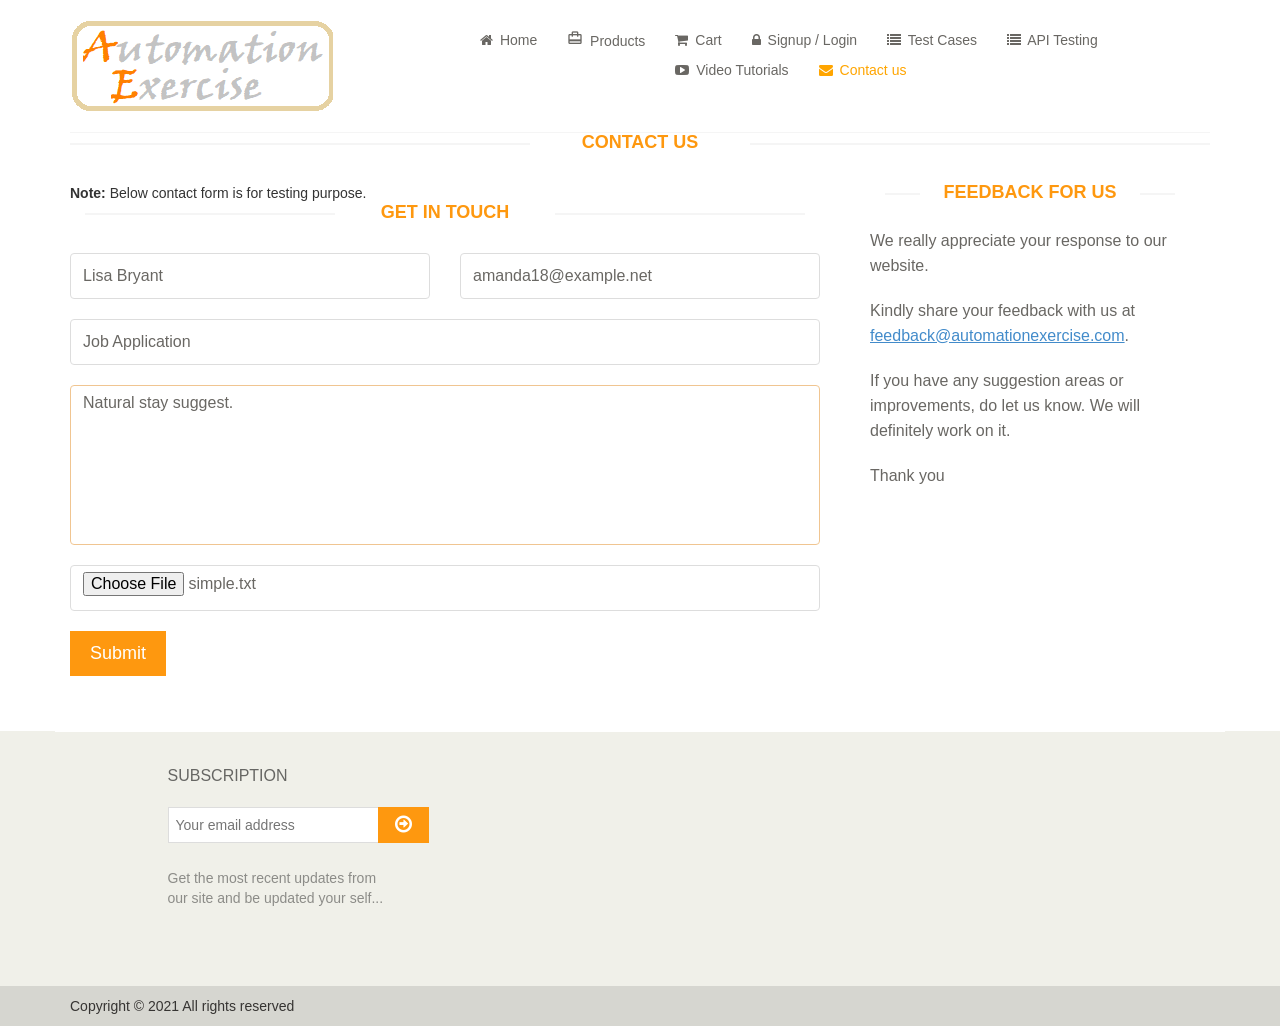 Automation
Exercise
Home
Products
Cart
Signup / Login
Test Cases
API Testing
Video Tutorials
Contact us
CONTACT US
Note: Below contact form is for testing purpose.
GET IN TOUCH
Lisa Bryant
amanda18@example.net
Job Application
Natural stay suggest.
Choose File simple.txt
Submit
FEEDBACK FOR US
We really appreciate your response to our
website.
Kindly share your feedback with us at
feedback@automationexercise.com.
If you have any suggestion areas or
improvements, do let us know. We will
definitely work on it.
Thank you
SUBSCRIPTION
Your email address
Get the most recent updates from
our site and be updated your self...
Copyright © 2021 All rights reserved